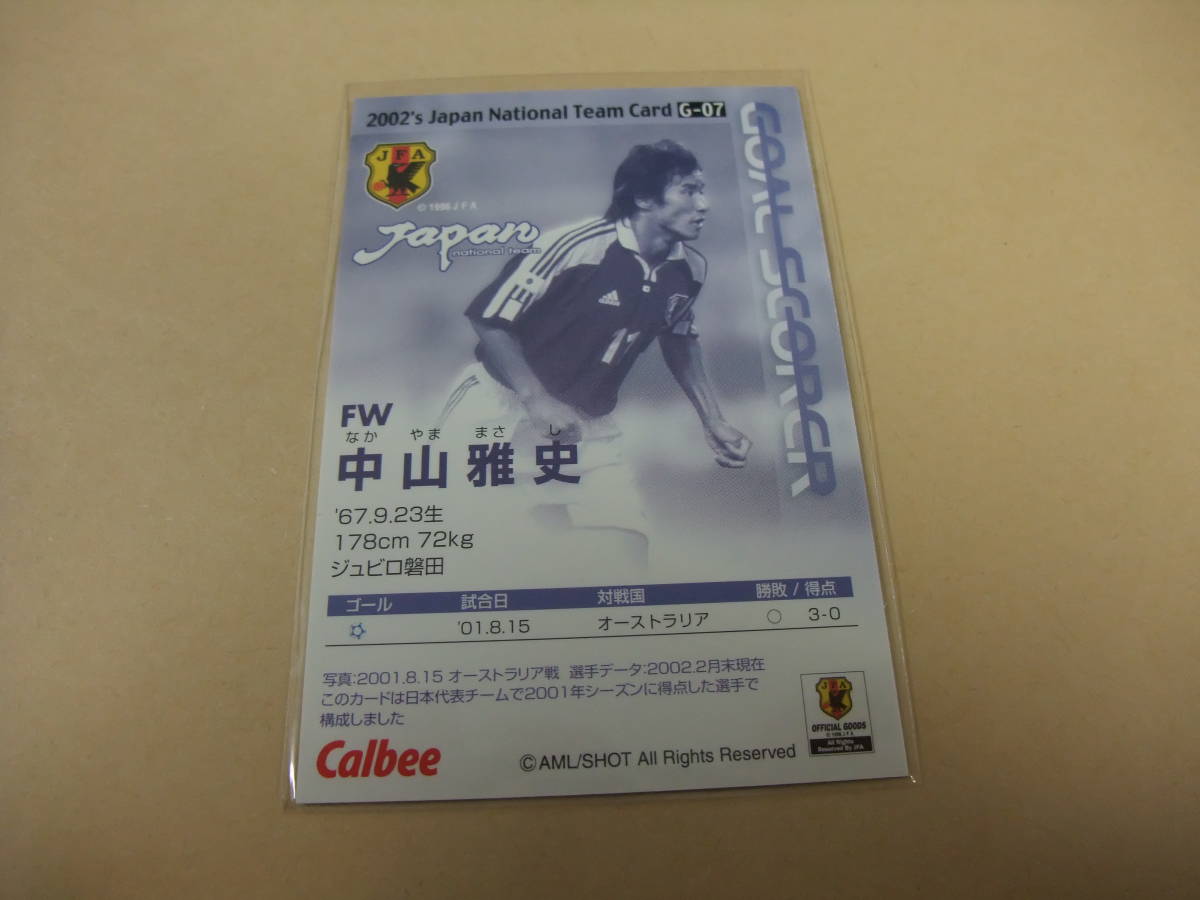 2002's Japan National Team Card G-07
GOAL SCORER
JFA
© 1996 J F A
Japan
national team
11
FW
なか やま まさ し
中山雅史
'67.9.23生
178cm 72kg
ジュビロ磐田
ゴール 試合日 対戦国 勝敗 / 得点
'01.8.15 オーストラリア ○ 3-0
写真:2001.8.15 オーストラリア戦 選手データ:2002.2月末現在
このカードは日本代表チームで2001年シーズンに得点した選手で
構成しました
Calbee
©AML/SHOT All Rights Reserved
JFA
OFFICIAL GOODS
© 1996 J F A
All Rights
Reserved By JFA